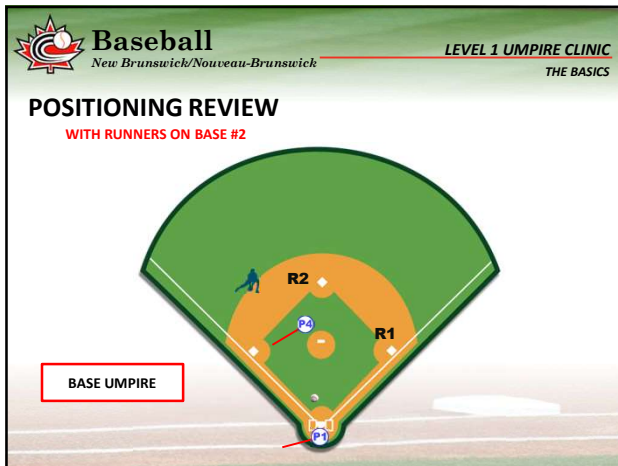 Baseball
New Brunswick/Nouveau-Brunswick
LEVEL 1 UMPIRE CLINIC
THE BASICS
POSITIONING REVIEW
WITH RUNNERS ON BASE #2
R2
P4
R1
BASE UMPIRE
P1